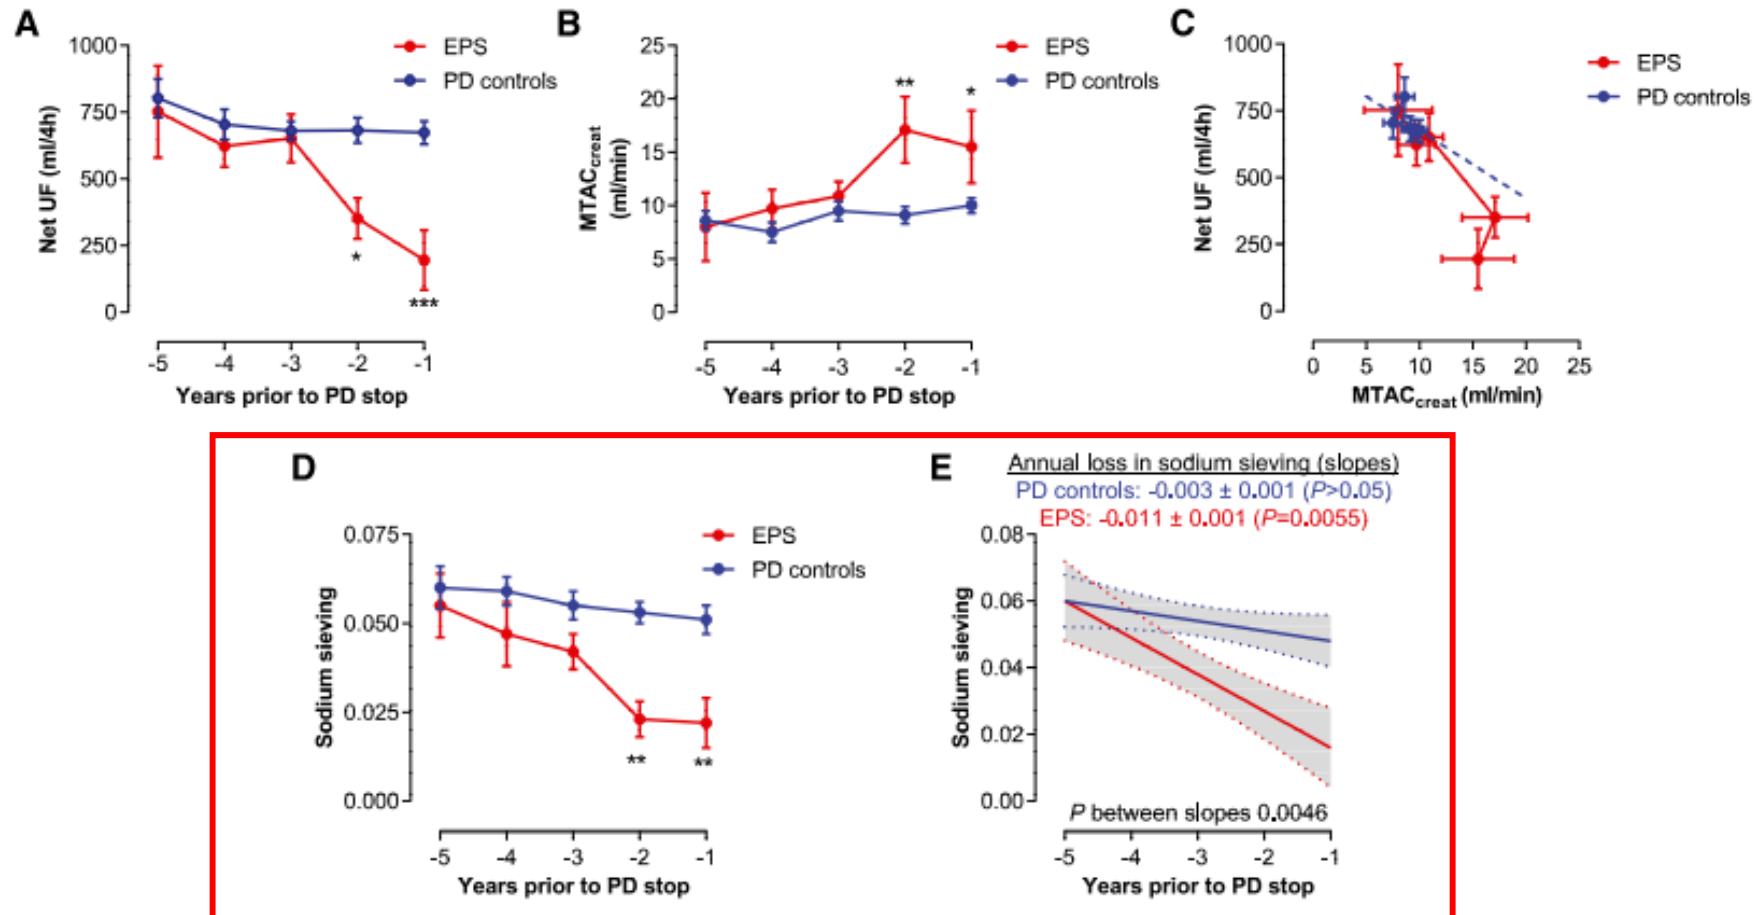 A
1000
750
500
250
0
Net UF (ml/4h)
EPS
PD controls
*
***
-5 -4 -3 -2 -1
Years prior to PD stop
B
25
20
15
10
5
0
MTACcreat
(ml/min)
EPS
PD controls
**
*
-5 -4 -3 -2 -1
Years prior to PD stop
C
1000
750
500
250
0
Net UF (ml/4h)
EPS
PD controls
0 5 10 15 20 25
MTACcreat (ml/min)
D
0.075
0.050
0.025
0.000
Sodium sieving
EPS
PD controls
**
**
-5 -4 -3 -2 -1
Years prior to PD stop
E
Annual loss in sodium sieving (slopes)
PD controls: -0.003 ± 0.001 (P>0.05)
EPS: -0.011 ± 0.001 (P=0.0055)
0.08
0.06
0.04
0.02
0.00
Sodium sieving
P between slopes 0.0046
-5 -4 -3 -2 -1
Years prior to PD stop